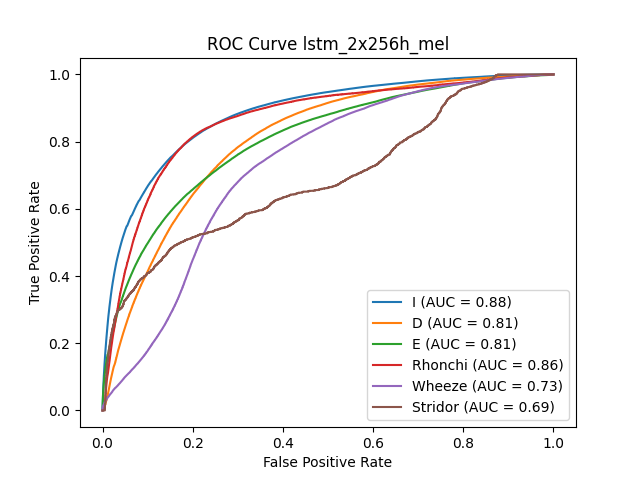 ROC Curve lstm_2x256h_mel
True Positive Rate
1.0
0.8
0.6
0.4
0.2
0.0
I (AUC = 0.88)
D (AUC = 0.81)
E (AUC = 0.81)
Rhonchi (AUC = 0.86)
Wheeze (AUC = 0.73)
Stridor (AUC = 0.69)
0.0 0.2 0.4 0.6 0.8 1.0
False Positive Rate